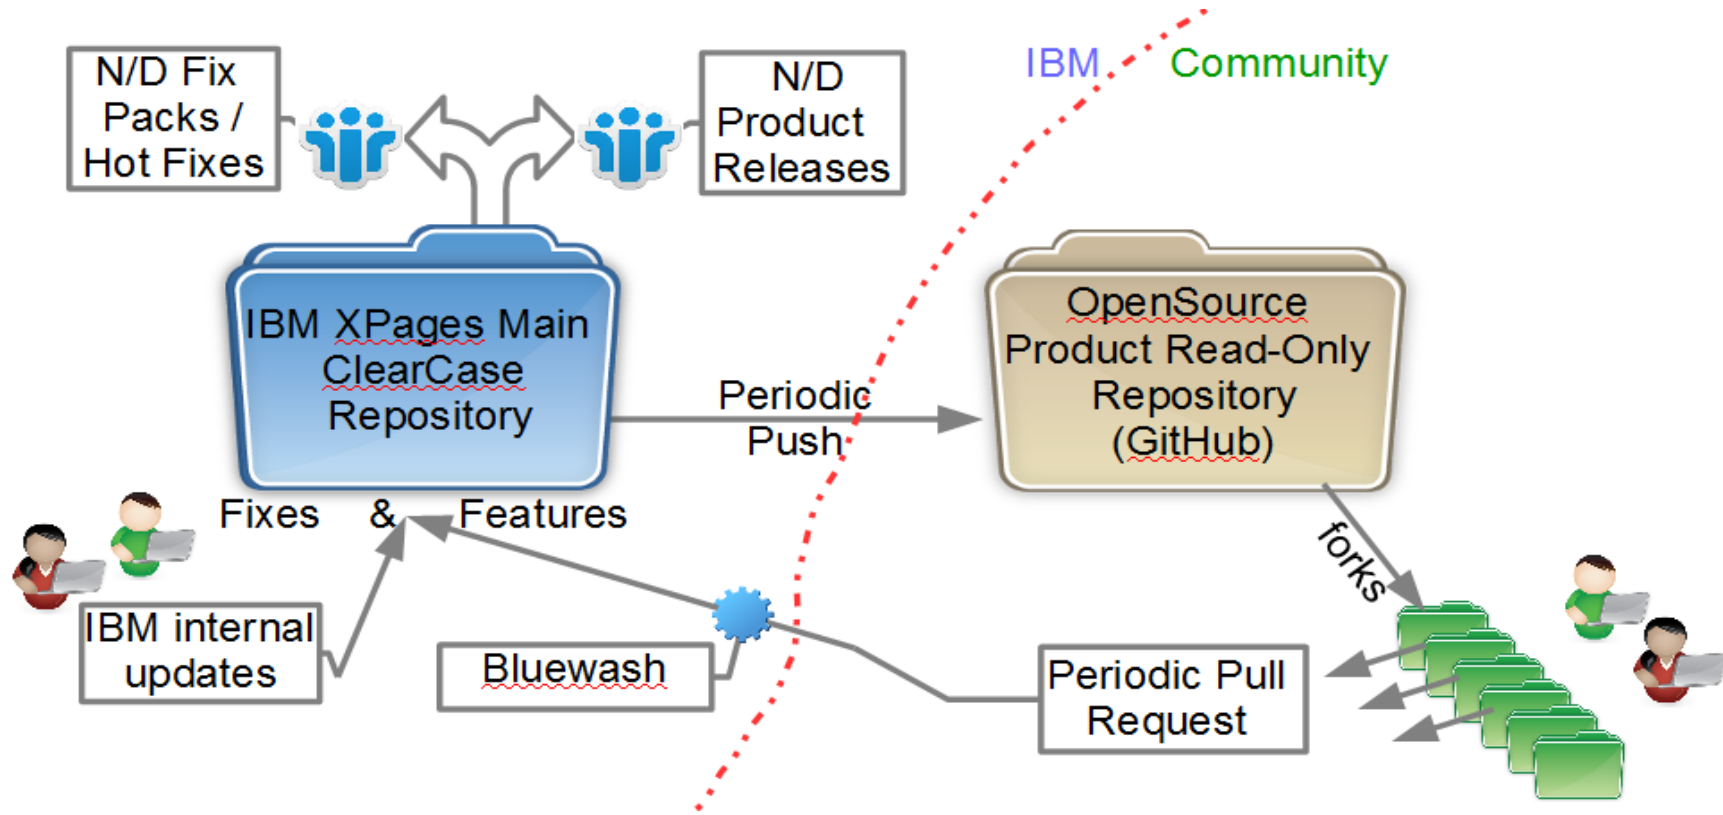 N/D Fix
Packs /
Hot Fixes
N/D
Product
Releases
IBM
Community
IBM XPages Main
ClearCase
Repository
OpenSource
Product Read-Only
Repository
(GitHub)
Periodic
Push
Fixes & Features
forks
IBM internal
updates
Bluewash
Periodic Pull
Request